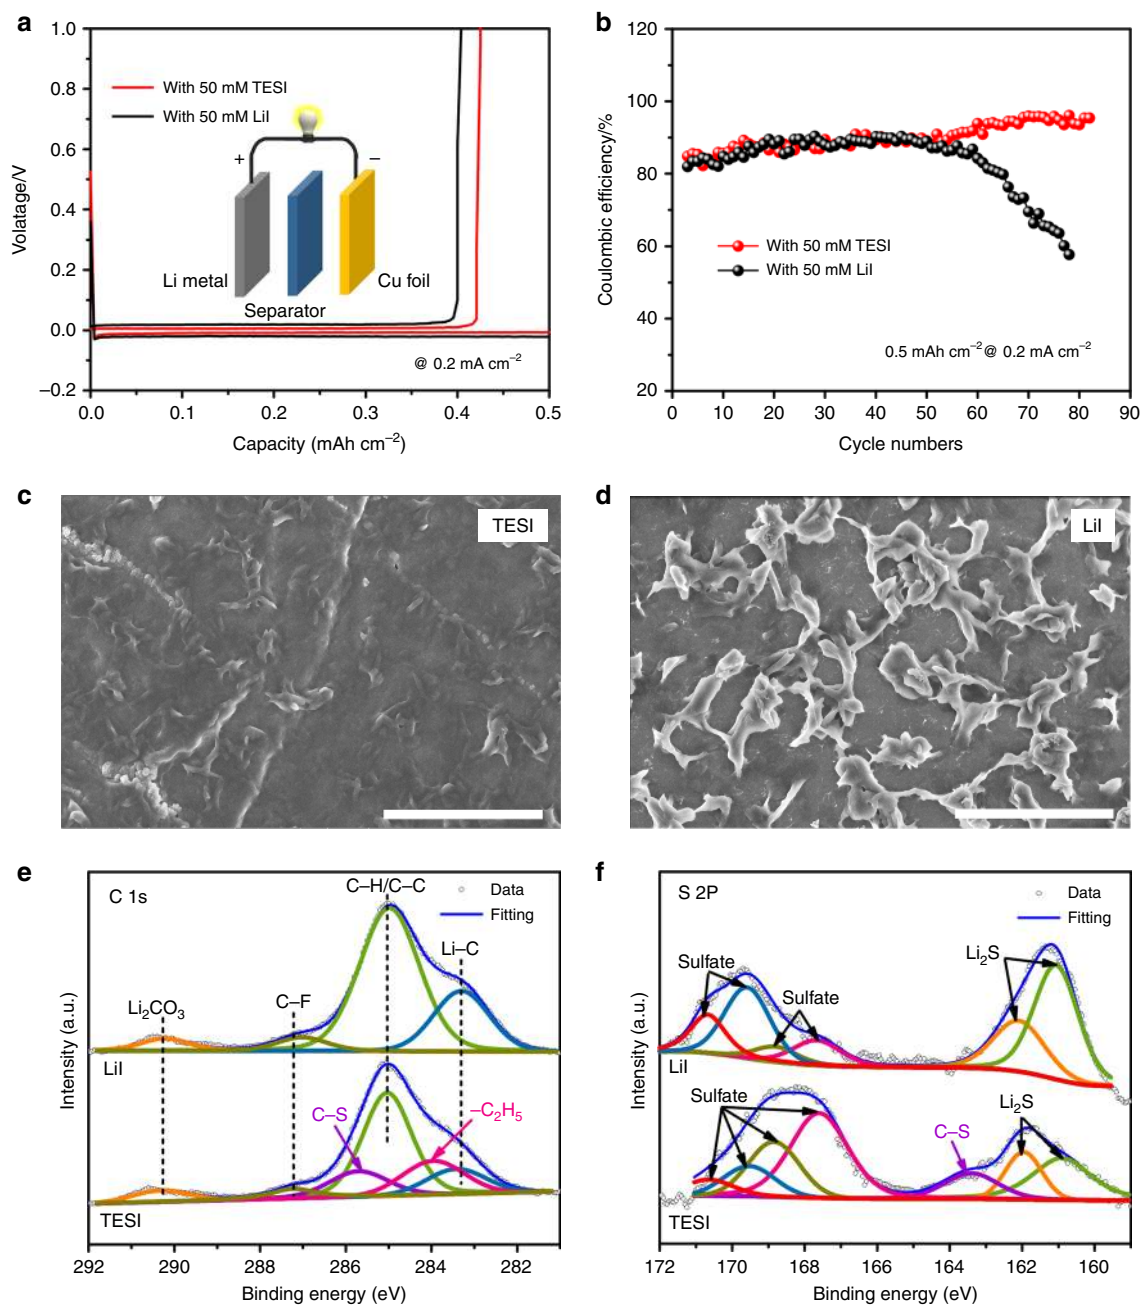 a
1.0
0.8
0.6
0.4
0.2
0.0
–0.2
Volatage/V
With 50 mM TESI
With 50 mM LiI
+
–
Li metal
Cu foil
Separator
@ 0.2 mA cm–2
0.0
0.1
0.2
0.3
0.4
0.5
Capacity (mAh cm–2)
b
120
100
80
60
40
20
Coulombic efficiency/%
With 50 mM TESI
With 50 mM LiI
0.5 mAh cm–2@ 0.2 mA cm–2
0
10
20
30
40
50
60
70
80
90
Cycle numbers
c
TESI
d
LiI
e
C 1s
C–H/C–C
Data
Fitting
Li–C
C–F
Li2CO3
LiI
C–S
–C2H5
TESI
Intensity (a.u.)
292
290
288
286
284
282
Binding energy (eV)
f
S 2P
Data
Fitting
Sulfate
Sulfate
Li2S
LiI
Sulfate
C–S
Li2S
TESI
Intensity (a.u.)
172
170
168
166
164
162
160
Binding energy (eV)